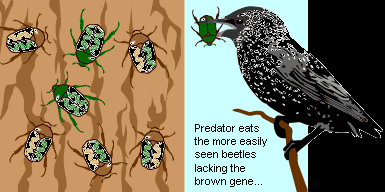 Predator eats
the more easily
seen beetles
lacking the
brown gene...